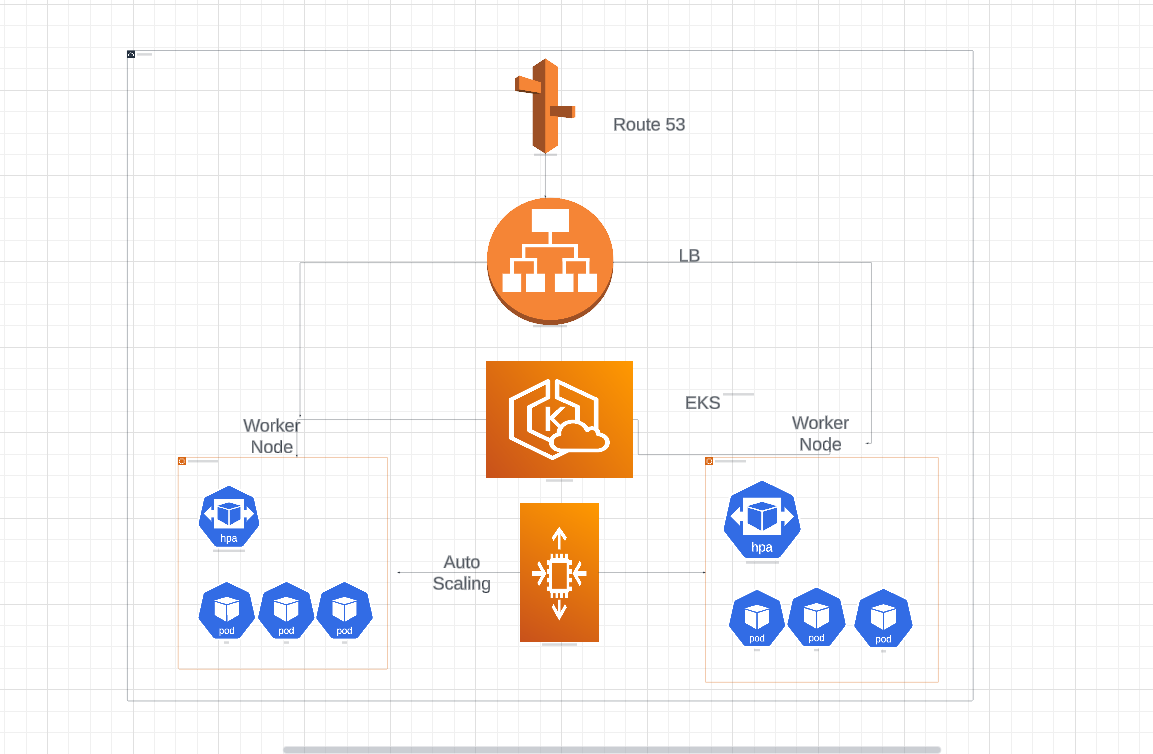 Route 53
LB
EKS
Worker
Node
Worker
Node
hpa
hpa
Auto
Scaling
pod
pod
pod
pod
pod
pod